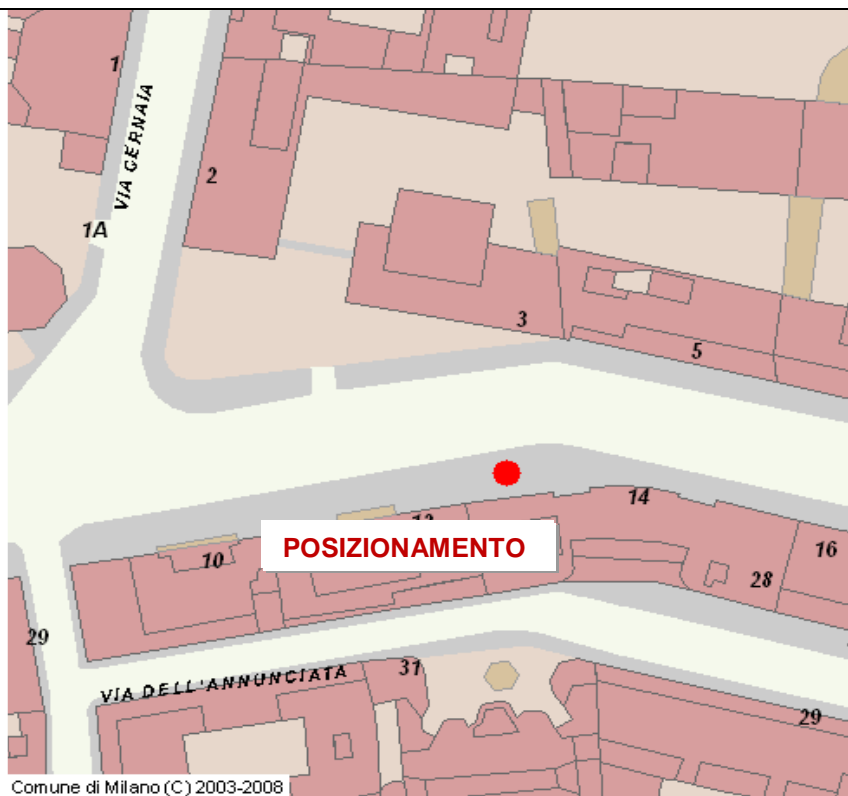 1
VIA CERNAIA
2
1A
3
5
14
10
POSIZIONAMENTO
16
28
29
VIA DELL'ANNUNCIATA
31
29
Comune di Milano (C) 2003-2008